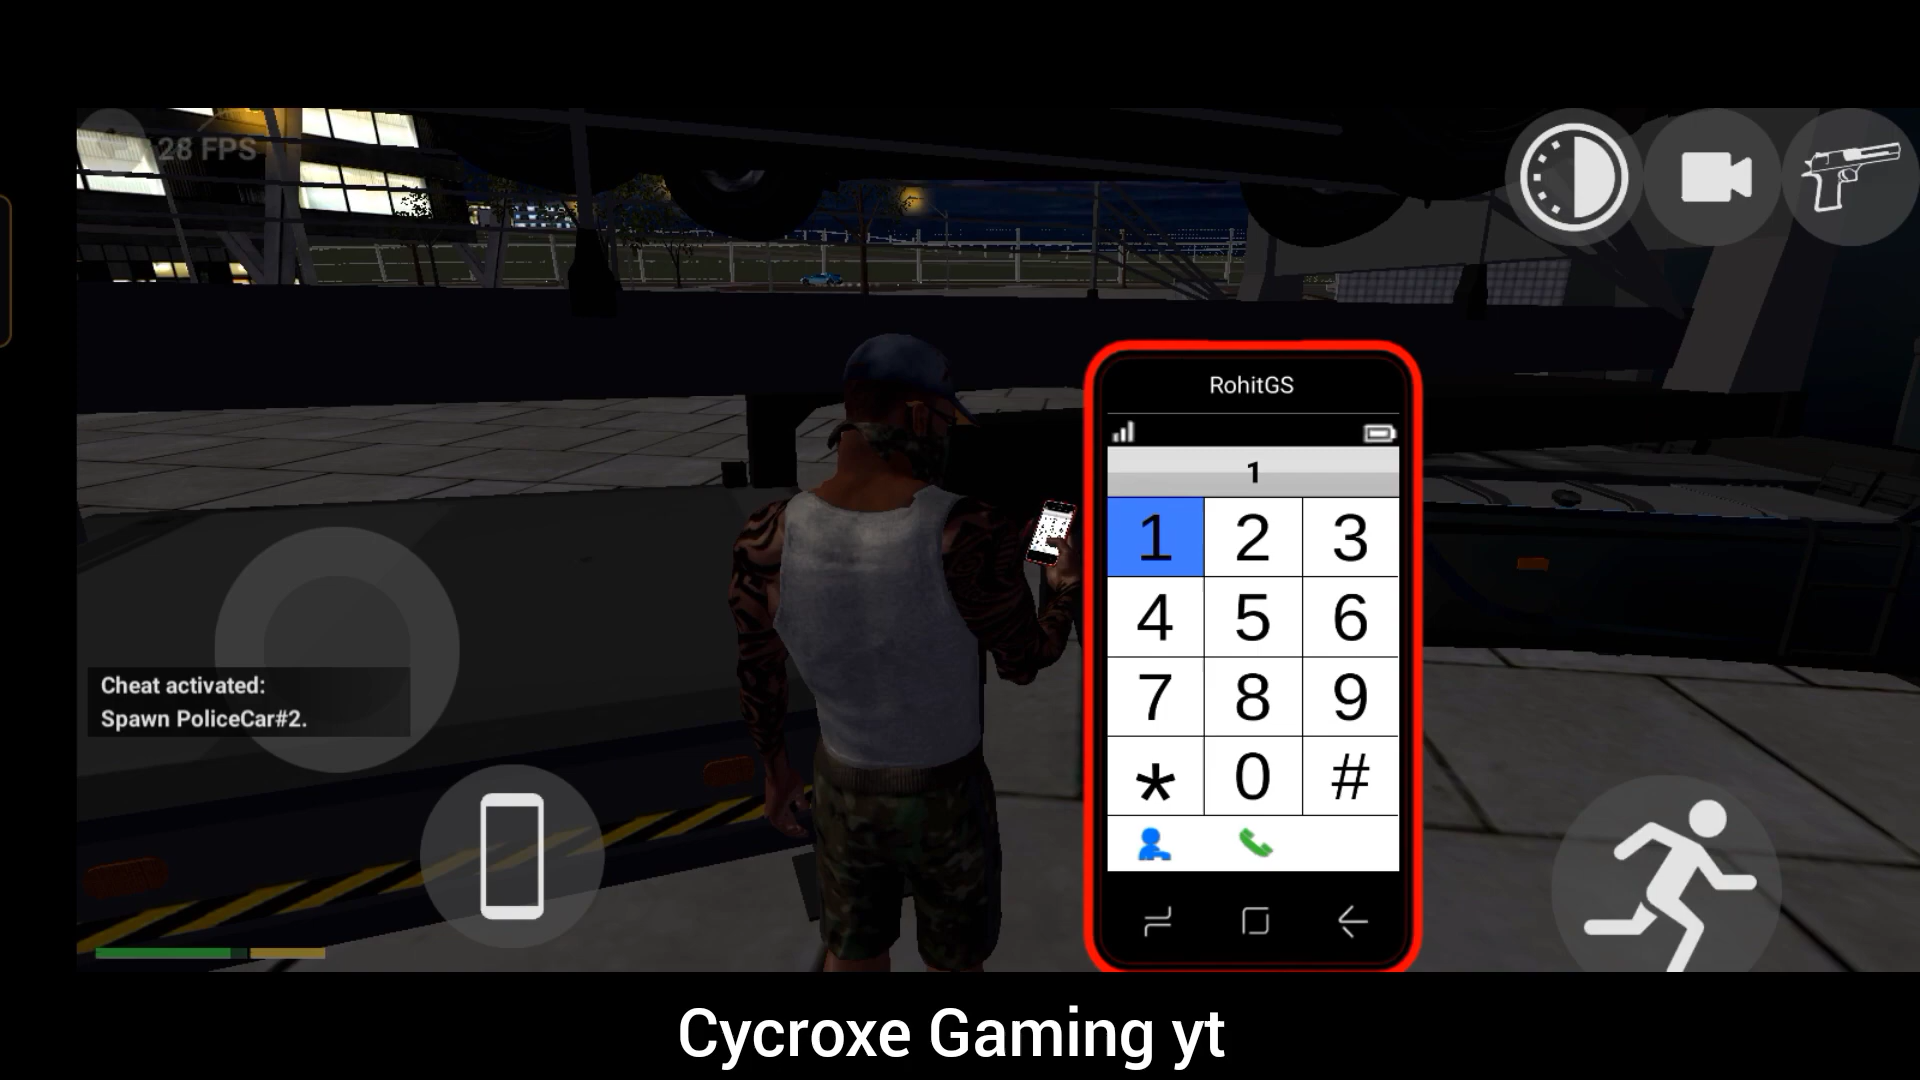 28 FPS
RohitGS
1
1 2 3
4 5 6
7 8 9
* 0 #
Cheat activated:
Spawn PoliceCar#2.
Cycroxe Gaming yt